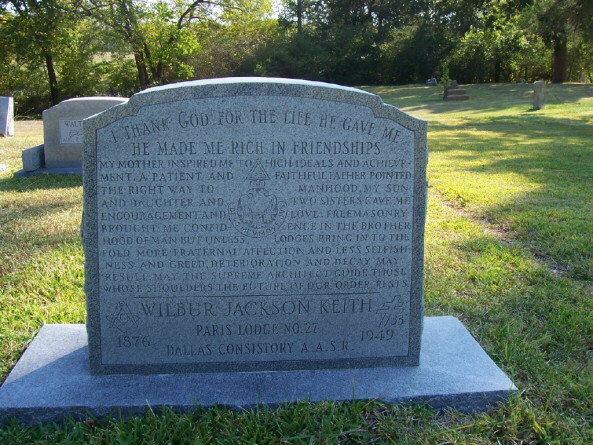 I THANK GOD FOR THE LIFE HE GAVE ME
HE MADE ME RICH IN FRIENDSHIPS
MY MOTHER INSPIRED ME TO HIGH IDEALS AND ACHIEVE-
MENT. A PATIENT AND A FAITHFUL FATHER POINTED
THE RIGHT WAY TO MANHOOD. MY SON
AND DAUGHTER AND TWIN SISTERS GAVE ME
ENCOURAGEMENT AND LOVE. FREEMASONRY
BROUGHT ME CONFID ENCE IN THE BROTHER
HOOD OF MAN BUT UNLESS LODGES BRING IN TO THE
FOLD MORE FRATERNAL AFFECTION AND LESS SELFISH-
NESS AND GREED, DETERIORATION AND DECAY MAY
RESULT. MAY THE SUPREME ARCHITECT GUIDE THOSE
WHOSE SHOULDERS THE FUTURE OF OUR ORDER RESTS.
WILBUR JACKSON KEITH
1876 PARIS LODGE NO. 27 1949
DALLAS CONSISTORY A.A.S.R.
WALT